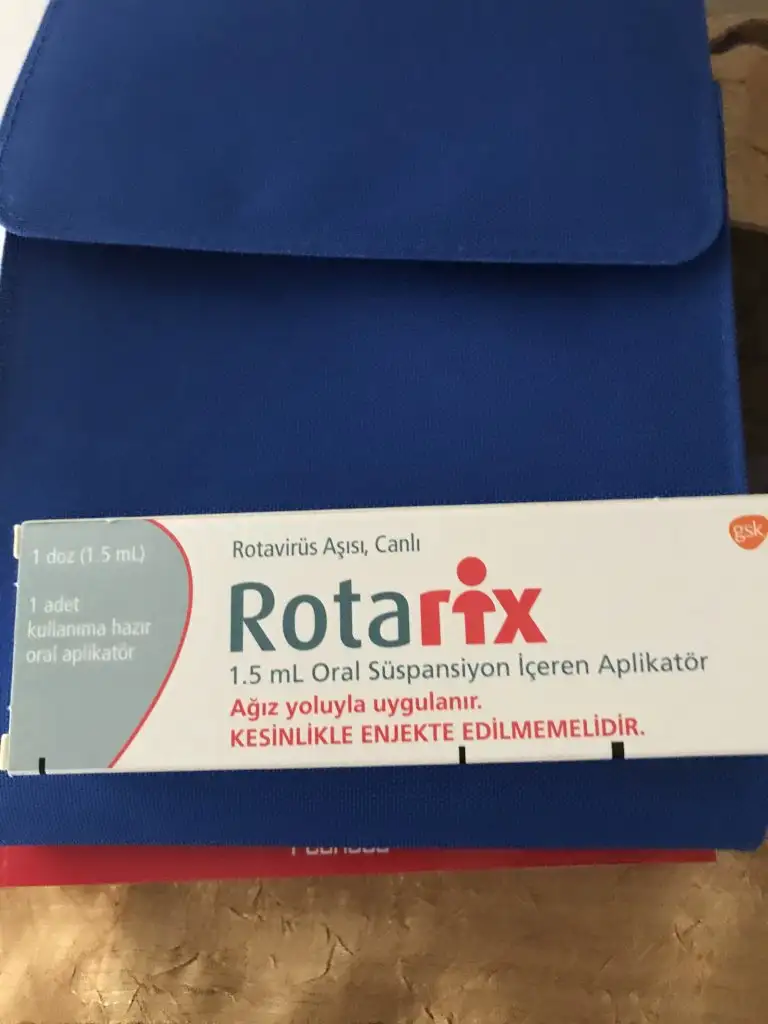 1 doz (1.5 mL)
1 adet
kullanıma hazır
oral aplikatör
Rotavirüs Aşısı, Canlı
gsk
Rotarix
1.5 mL Oral Süspansiyon İçeren Aplikatör
Ağız yoluyla uygulanır.
KESİNLİKLE ENJEKTE EDİLMEMELİDİR.